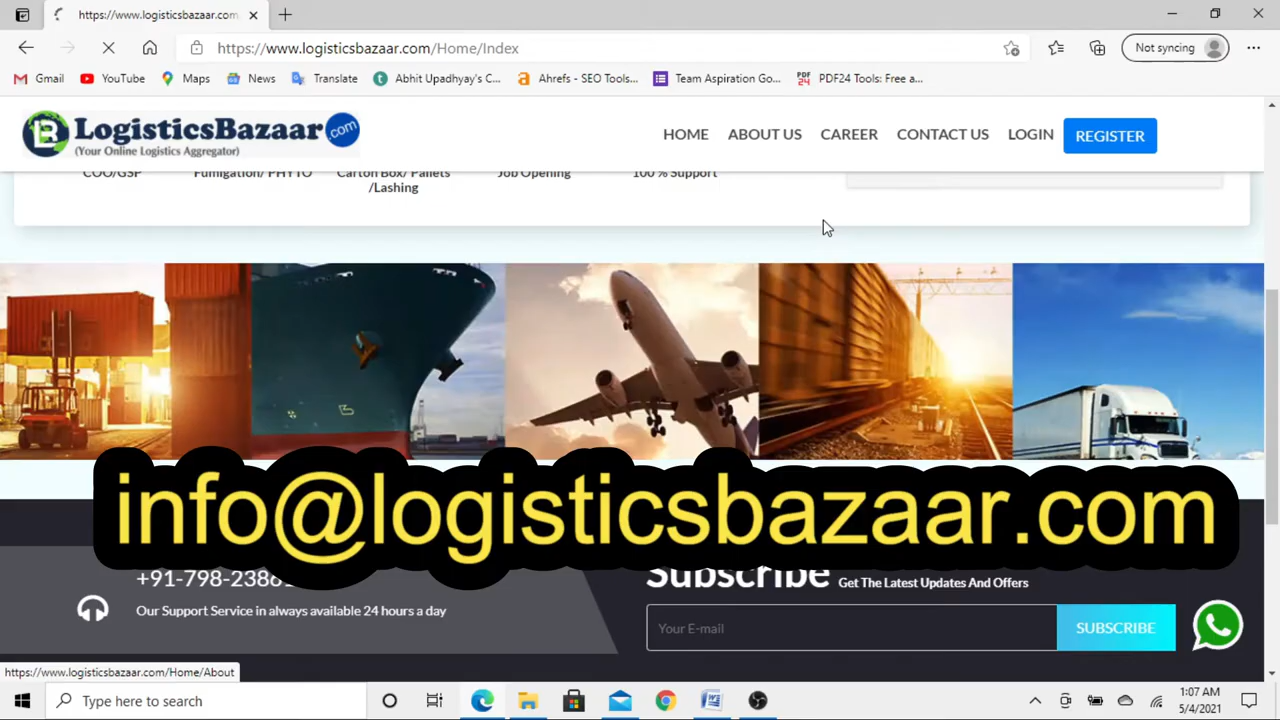 https://www.logisticsbazaar.com
https://www.logisticsbazaar.com/Home/Index
Not syncing
Gmail
YouTube
Maps
News
Translate
Abhit Upadhyay's C...
Ahrefs - SEO Tools...
Team Aspiration Go...
PDF24 Tools: Free a...
LogisticsBazaar.com
(Your Online Logistics Aggregator)
HOME ABOUT US CAREER CONTACT US LOGIN REGISTER
COO/GSP Fumigation/ PHYTO Carton Box/ Pallets Job Opening 100 % Support
/Lashing
info@logisticsbazaar.com
+91-798-2386
Subscribe Get The Latest Updates And Offers
Our Support Service in always available 24 hours a day
Your E-mail
SUBSCRIBE
https://www.logisticsbazaar.com/Home/About
Type here to search
1:07 AM
5/4/2021